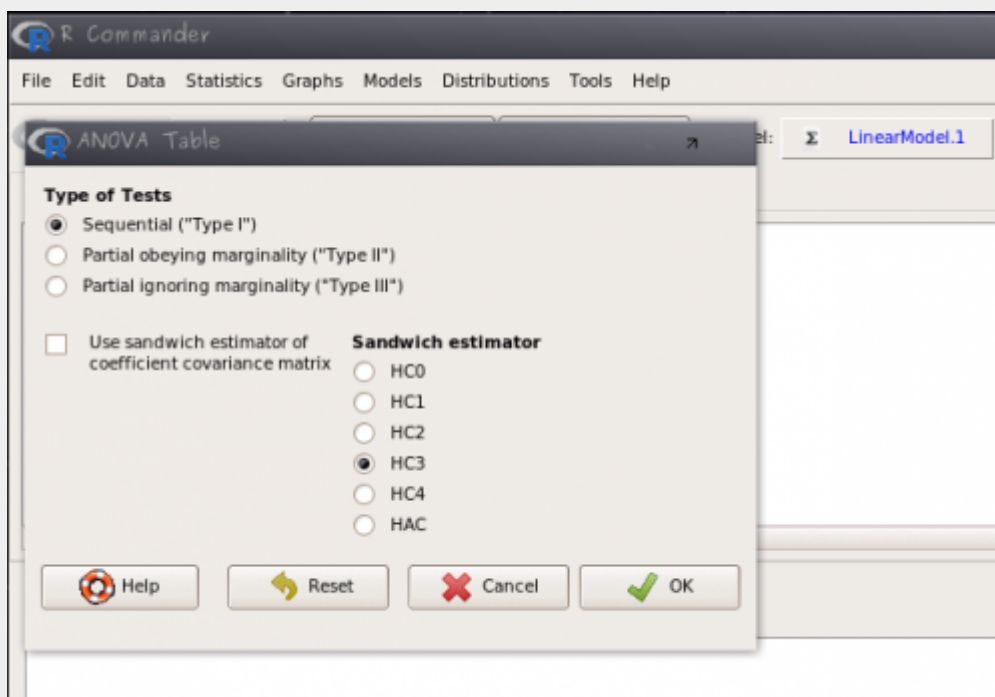 R Commander
File Edit Data Statistics Graphs Models Distributions Tools Help
ANOVA Table
el: Σ LinearModel.1
Type of Tests
Sequential ("Type I")
Partial obeying marginality ("Type II")
Partial ignoring marginality ("Type III")
Use sandwich estimator of
coefficient covariance matrix
Sandwich estimator
HC0
HC1
HC2
HC3
HC4
HAC
Help Reset Cancel OK